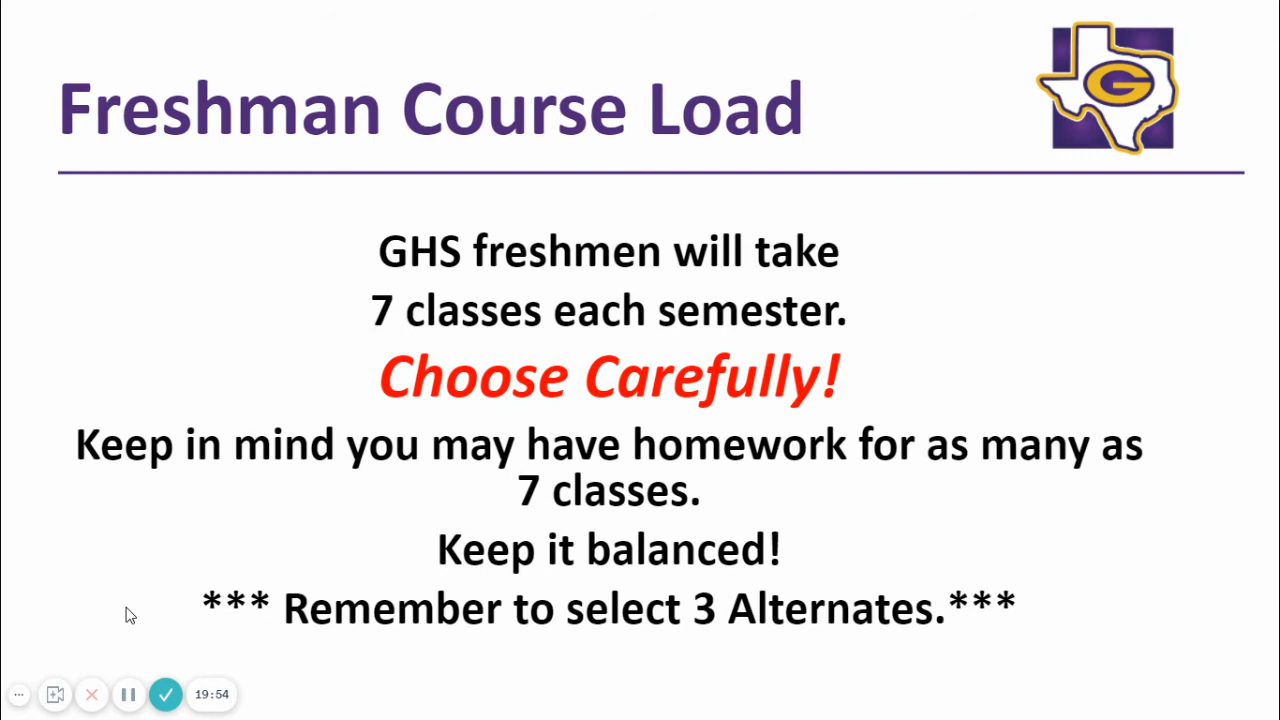 Freshman Course Load
G
GHS freshmen will take
7 classes each semester.
Choose Carefully!
Keep in mind you may have homework for as many as
7 classes.
Keep it balanced!
*** Remember to select 3 Alternates.***
19:54